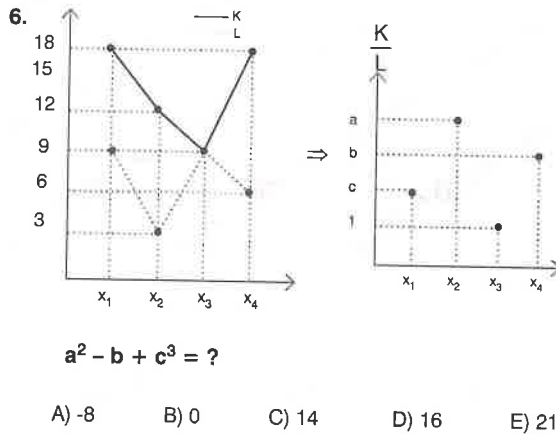 6.
K
L
18
15
12
9
6
3
x1 x2 x3 x4
⇒
K
L
a
b
c
1
x1 x2 x3 x4
a² – b + c³ = ?
A) -8 B) 0 C) 14 D) 16 E) 21